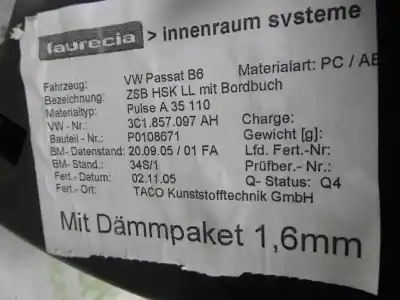 faurecia > innenraum systeme
Fahrzeug: VW Passat B6 Materialart: PC / AB
Bezeichnung: ZSB HSK LL mit Bordbuch
Materialtyp: Pulse A 35 110
VW - Nr.: 3C1.857.097 AH Charge:
Bauteil - Nr.: P0108671 Gewicht [g]:
BM- Datenstand: 20.09.05 / 01 FA Lfd. Fert.-Nr:
BM- Stand.: 34S/1 Prüfber.- Nr.:
Fert.- Datum: 02.11.05 Q- Status: Q4
Fert.- Ort: TACO Kunststofftechnik GmbH
Mit Dämmpaket 1,6mm